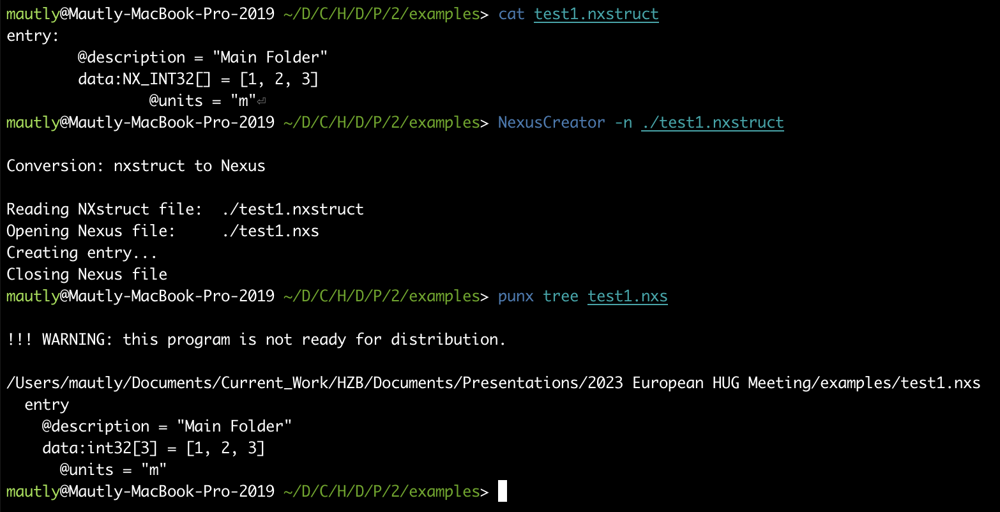 mautly@Mautly-MacBook-Pro-2019 ~/D/C/H/D/P/2/examples> cat test1.nxstruct
entry:
        @description = "Main Folder"
        data:NX_INT32[] = [1, 2, 3]
                @units = "m"⏎
mautly@Mautly-MacBook-Pro-2019 ~/D/C/H/D/P/2/examples> NexusCreator -n ./test1.nxstruct

Conversion: nxstruct to Nexus

Reading NXstruct file:  ./test1.nxstruct
Opening Nexus file:     ./test1.nxs
Creating entry...
Closing Nexus file
mautly@Mautly-MacBook-Pro-2019 ~/D/C/H/D/P/2/examples> punx tree test1.nxs

!!! WARNING: this program is not ready for distribution.

/Users/mautly/Documents/Current_Work/HZB/Documents/Presentations/2023 European HUG Meeting/examples/test1.nxs
  entry
    @description = "Main Folder"
    data:int32[3] = [1, 2, 3]
      @units = "m"
mautly@Mautly-MacBook-Pro-2019 ~/D/C/H/D/P/2/examples>